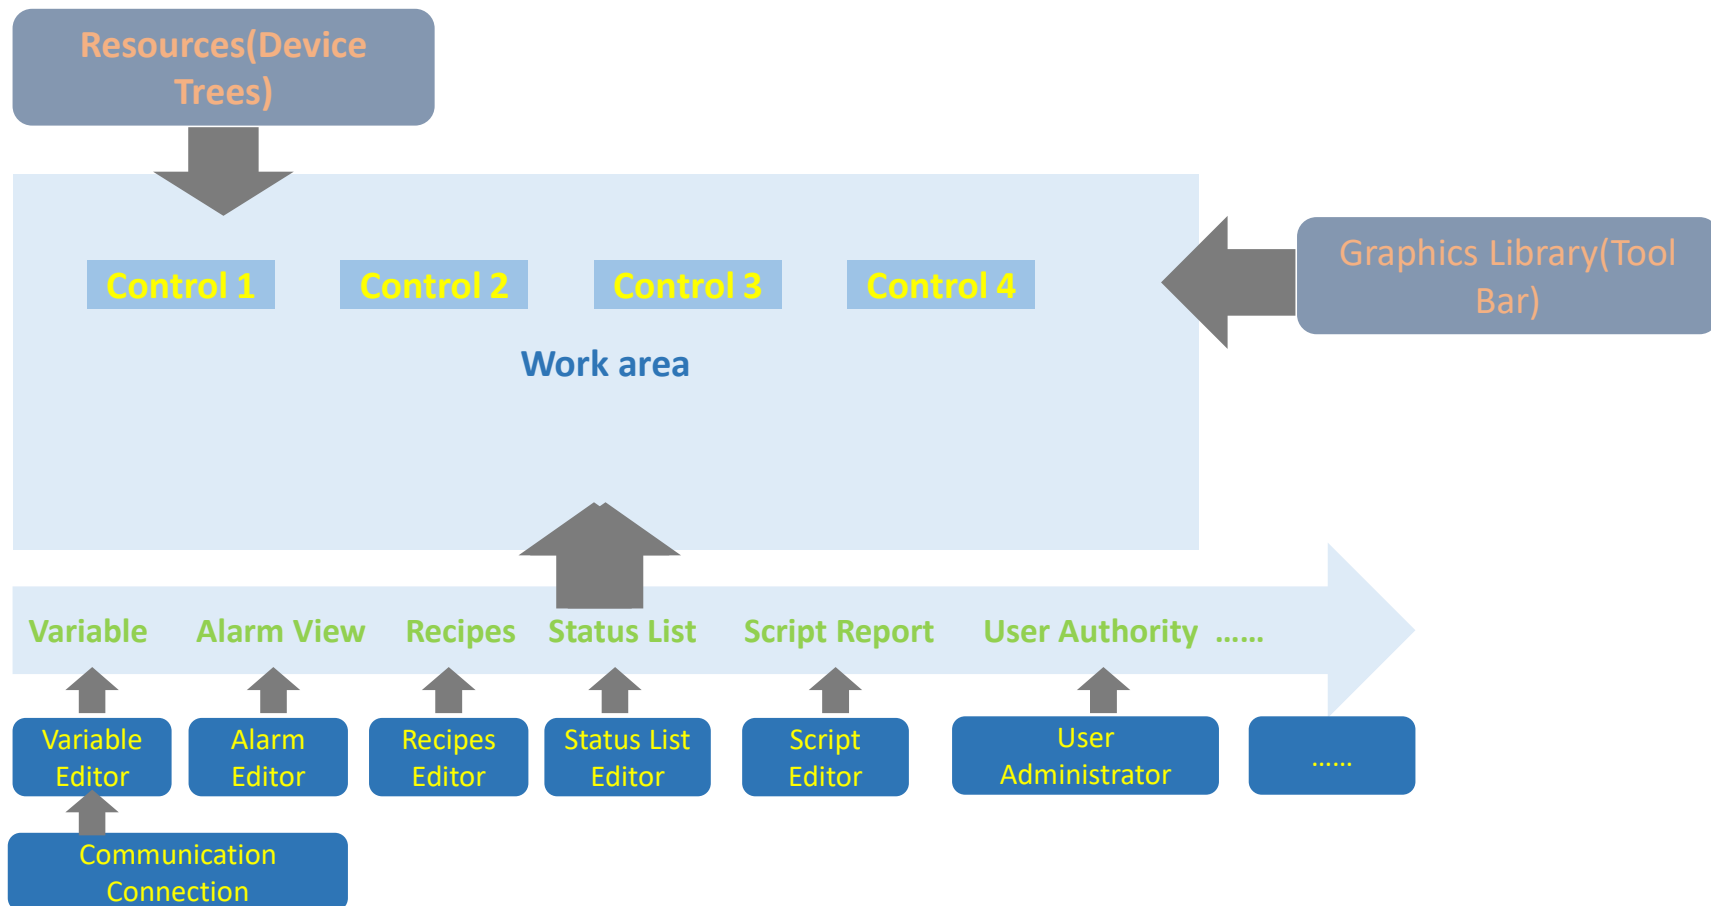 Resources(Device
Trees)
Control 1
Control 2
Control 3
Control 4
Graphics Library(Tool
Bar)
Work area
Variable
Alarm View
Recipes
Status List
Script Report
User Authority ......
Variable
Editor
Alarm
Editor
Recipes
Editor
Status List
Editor
Script
Editor
User
Administrator
......
Communication
Connection